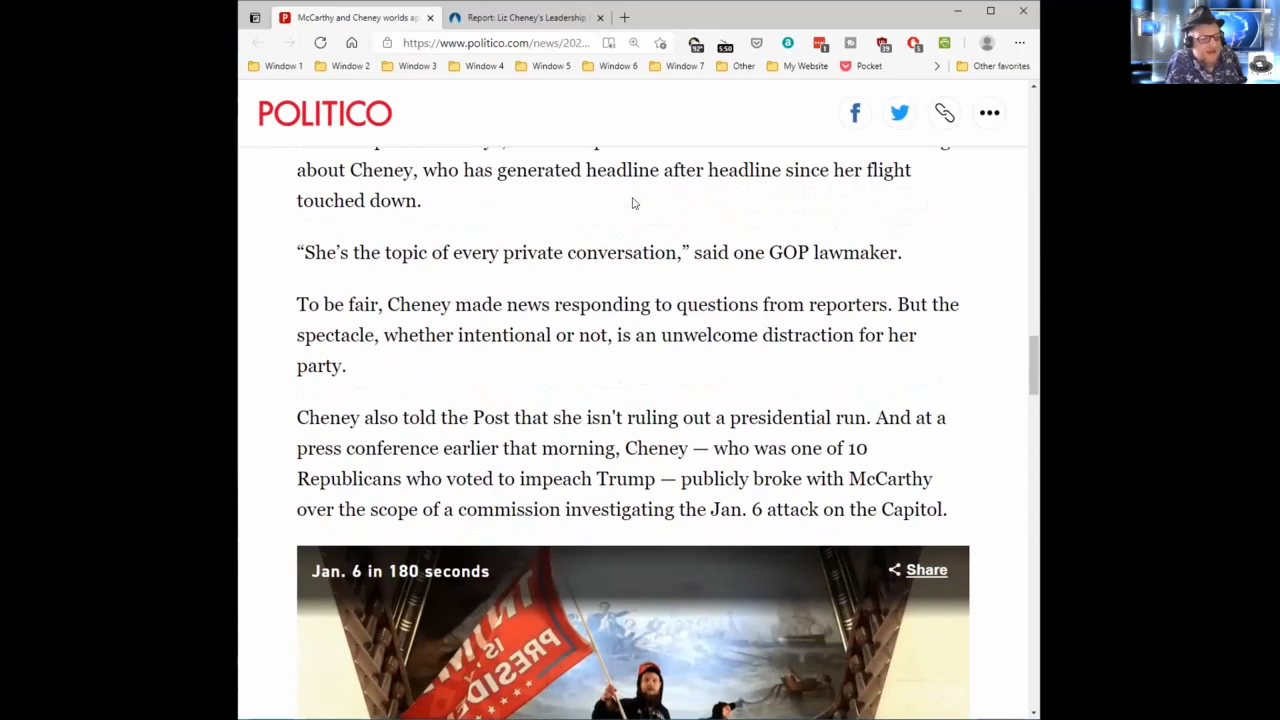 McCarthy and Cheney worlds ap
Report: Liz Cheney's Leadership
https://www.politico.com/news/202...
92°
5:50
1
39
5
Window 1
Window 2
Window 3
Window 4
Window 5
Window 6
Window 7
Other
My Website
Pocket
Other favorites
POLITICO
about Cheney, who has generated headline after headline since her flight
touched down.
“She’s the topic of every private conversation,” said one GOP lawmaker.
To be fair, Cheney made news responding to questions from reporters. But the
spectacle, whether intentional or not, is an unwelcome distraction for her
party.
Cheney also told the Post that she isn't ruling out a presidential run. And at a
press conference earlier that morning, Cheney — who was one of 10
Republicans who voted to impeach Trump — publicly broke with McCarthy
over the scope of a commission investigating the Jan. 6 attack on the Capitol.
Jan. 6 in 180 seconds
Share